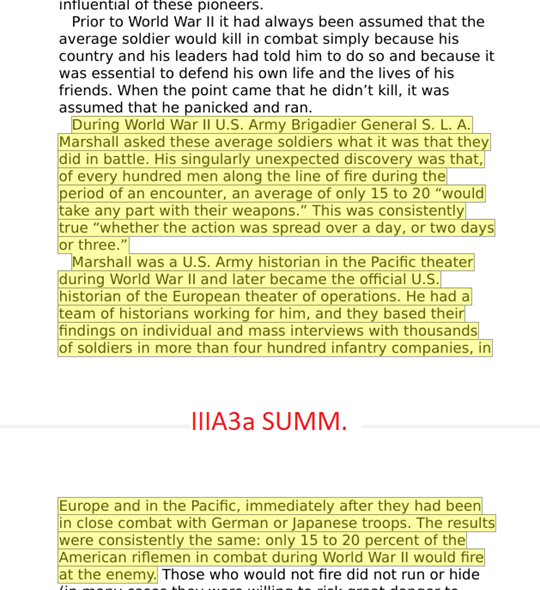 influential of these pioneers.
Prior to World War II it had always been assumed that the
average soldier would kill in combat simply because his
country and his leaders had told him to do so and because it
was essential to defend his own life and the lives of his
friends. When the point came that he didn’t kill, it was
assumed that he panicked and ran.
During World War II U.S. Army Brigadier General S. L. A.
Marshall asked these average soldiers what it was that they
did in battle. His singularly unexpected discovery was that,
of every hundred men along the line of fire during the
period of an encounter, an average of only 15 to 20 “would
take any part with their weapons.” This was consistently
true “whether the action was spread over a day, or two days
or three.”
Marshall was a U.S. Army historian in the Pacific theater
during World War II and later became the official U.S.
historian of the European theater of operations. He had a
team of historians working for him, and they based their
findings on individual and mass interviews with thousands
of soldiers in more than four hundred infantry companies, in
IIIA3a SUMM.
Europe and in the Pacific, immediately after they had been
in close combat with German or Japanese troops. The results
were consistently the same: only 15 to 20 percent of the
American riflemen in combat during World War II would fire
at the enemy. Those who would not fire did not run or hide
(in many cases they were willing to risk great danger to